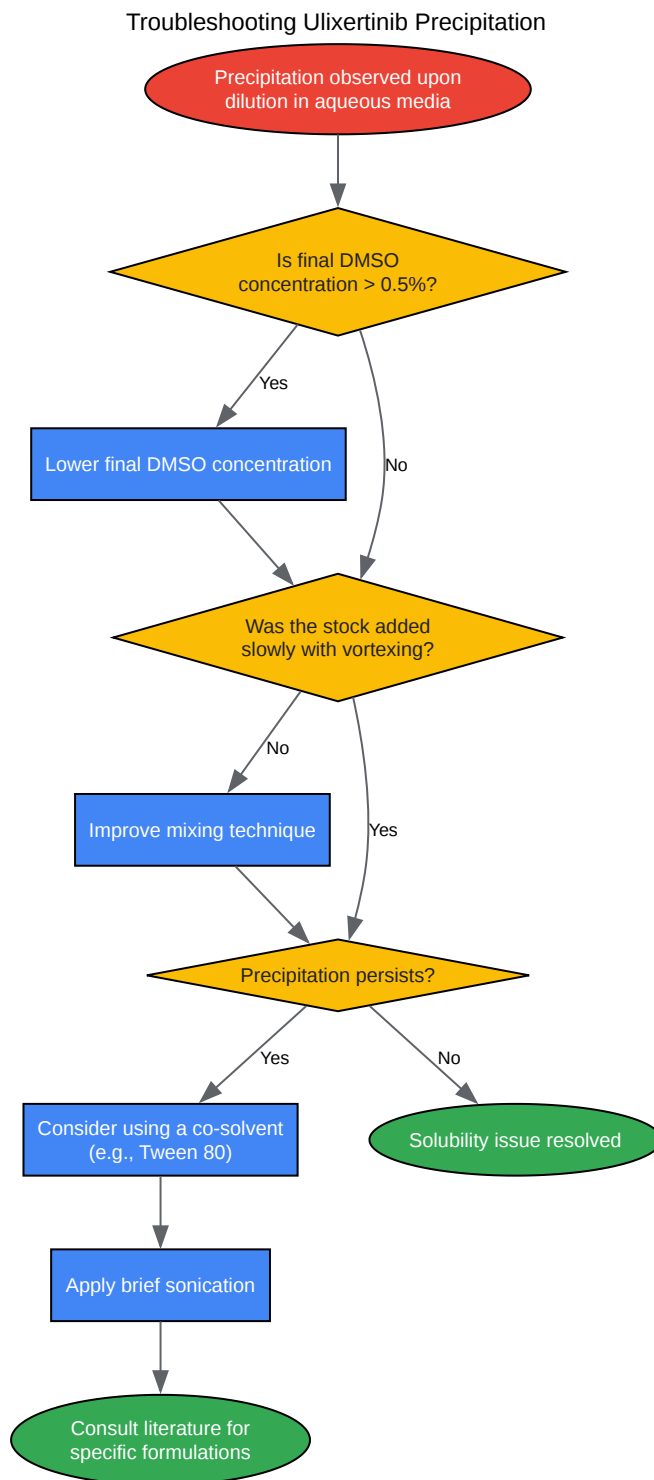 Troubleshooting Ulixertinib Precipitation
Precipitation observed upon
dilution in aqueous media
Is final DMSO
concentration > 0.5%?
Yes
Lower final DMSO concentration
No
Was the stock added
slowly with vortexing?
No
Improve mixing technique
Yes
Precipitation persists?
Yes
No
Consider using a co-solvent
(e.g., Tween 80)
Solubility issue resolved
Apply brief sonication
Consult literature for
specific formulations